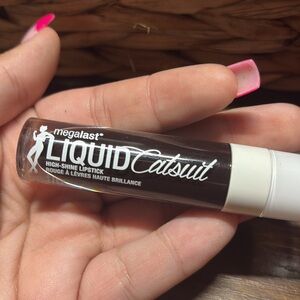 megalast®
LIQUID Catsuit
HIGH-SHINE LIPSTICK
ROUGE À LÈVRES HAUTE BRILLANCE